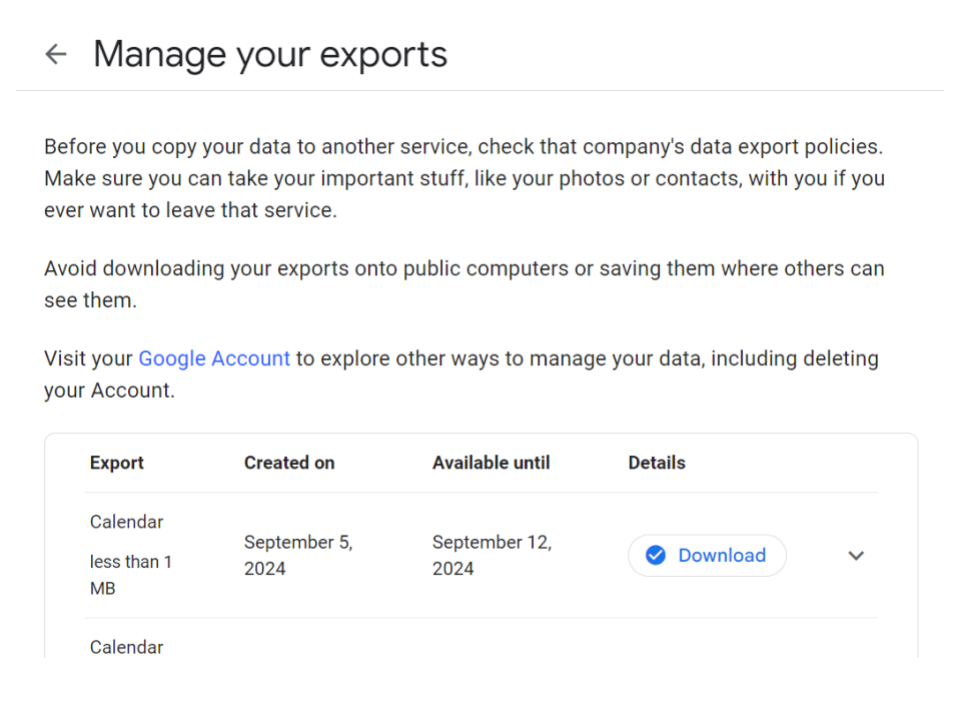 Manage your exports
Before you copy your data to another service, check that company's data export policies.
Make sure you can take your important stuff, like your photos or contacts, with you if you
ever want to leave that service.
Avoid downloading your exports onto public computers or saving them where others can
see them.
Visit your Google Account to explore other ways to manage your data, including deleting
your Account.
Export Created on Available until Details
Calendar
less than 1
MB
September 5,
2024
September 12,
2024
Download
Calendar